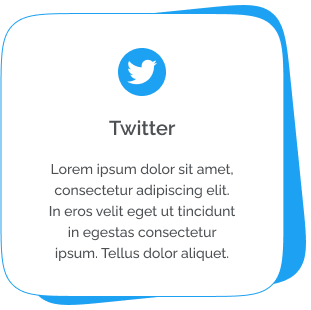 Twitter
Lorem ipsum dolor sit amet,
consectetur adipiscing elit.
In eros velit eget ut tincidunt
in egestas consectetur
ipsum. Tellus dolor aliquet.